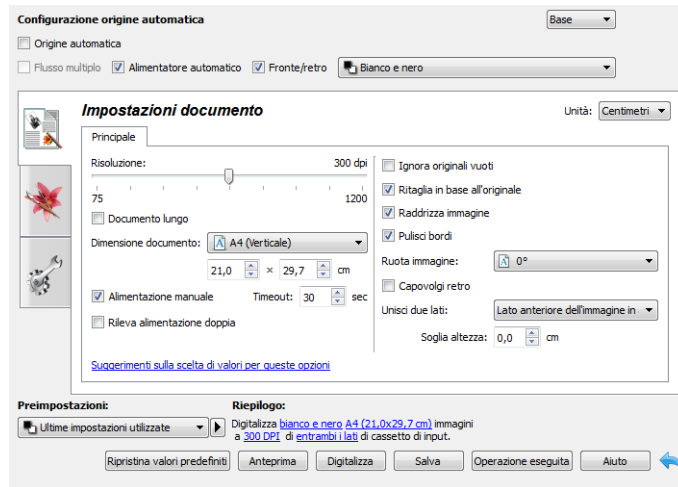 Configurazione origine automatica
Base
Origine automatica
Flusso multiplo Alimentatore automatico Fronte/retro Bianco e nero
Impostazioni documento
Unità: Centimetri
Principale
Risoluzione: 300 dpi
75 1200
Documento lungo
Dimensione documento: A4 (Verticale)
21,0 × 29,7 cm
Alimentazione manuale Timeout: 30 sec
Rileva alimentazione doppia
Suggerimenti sulla scelta di valori per queste opzioni
Ignora originali vuoti
Ritaglia in base all'originale
Raddrizza immagine
Pulisci bordi
Ruota immagine: A 0°
Capovolgi retro
Unisci due lati: Lato anteriore dell'immagine in
Soglia altezza: 0,0 cm
Preimpostazioni:
Ultime impostazioni utilizzate
Riepilogo:
Digitalizza bianco e nero A4 (21,0x29,7 cm) immagini
a 300 DPI di entrambi i lati di cassetto di input.
Ripristina valori predefiniti Anteprima Digitalizza Salva Operazione eseguita Aiuto